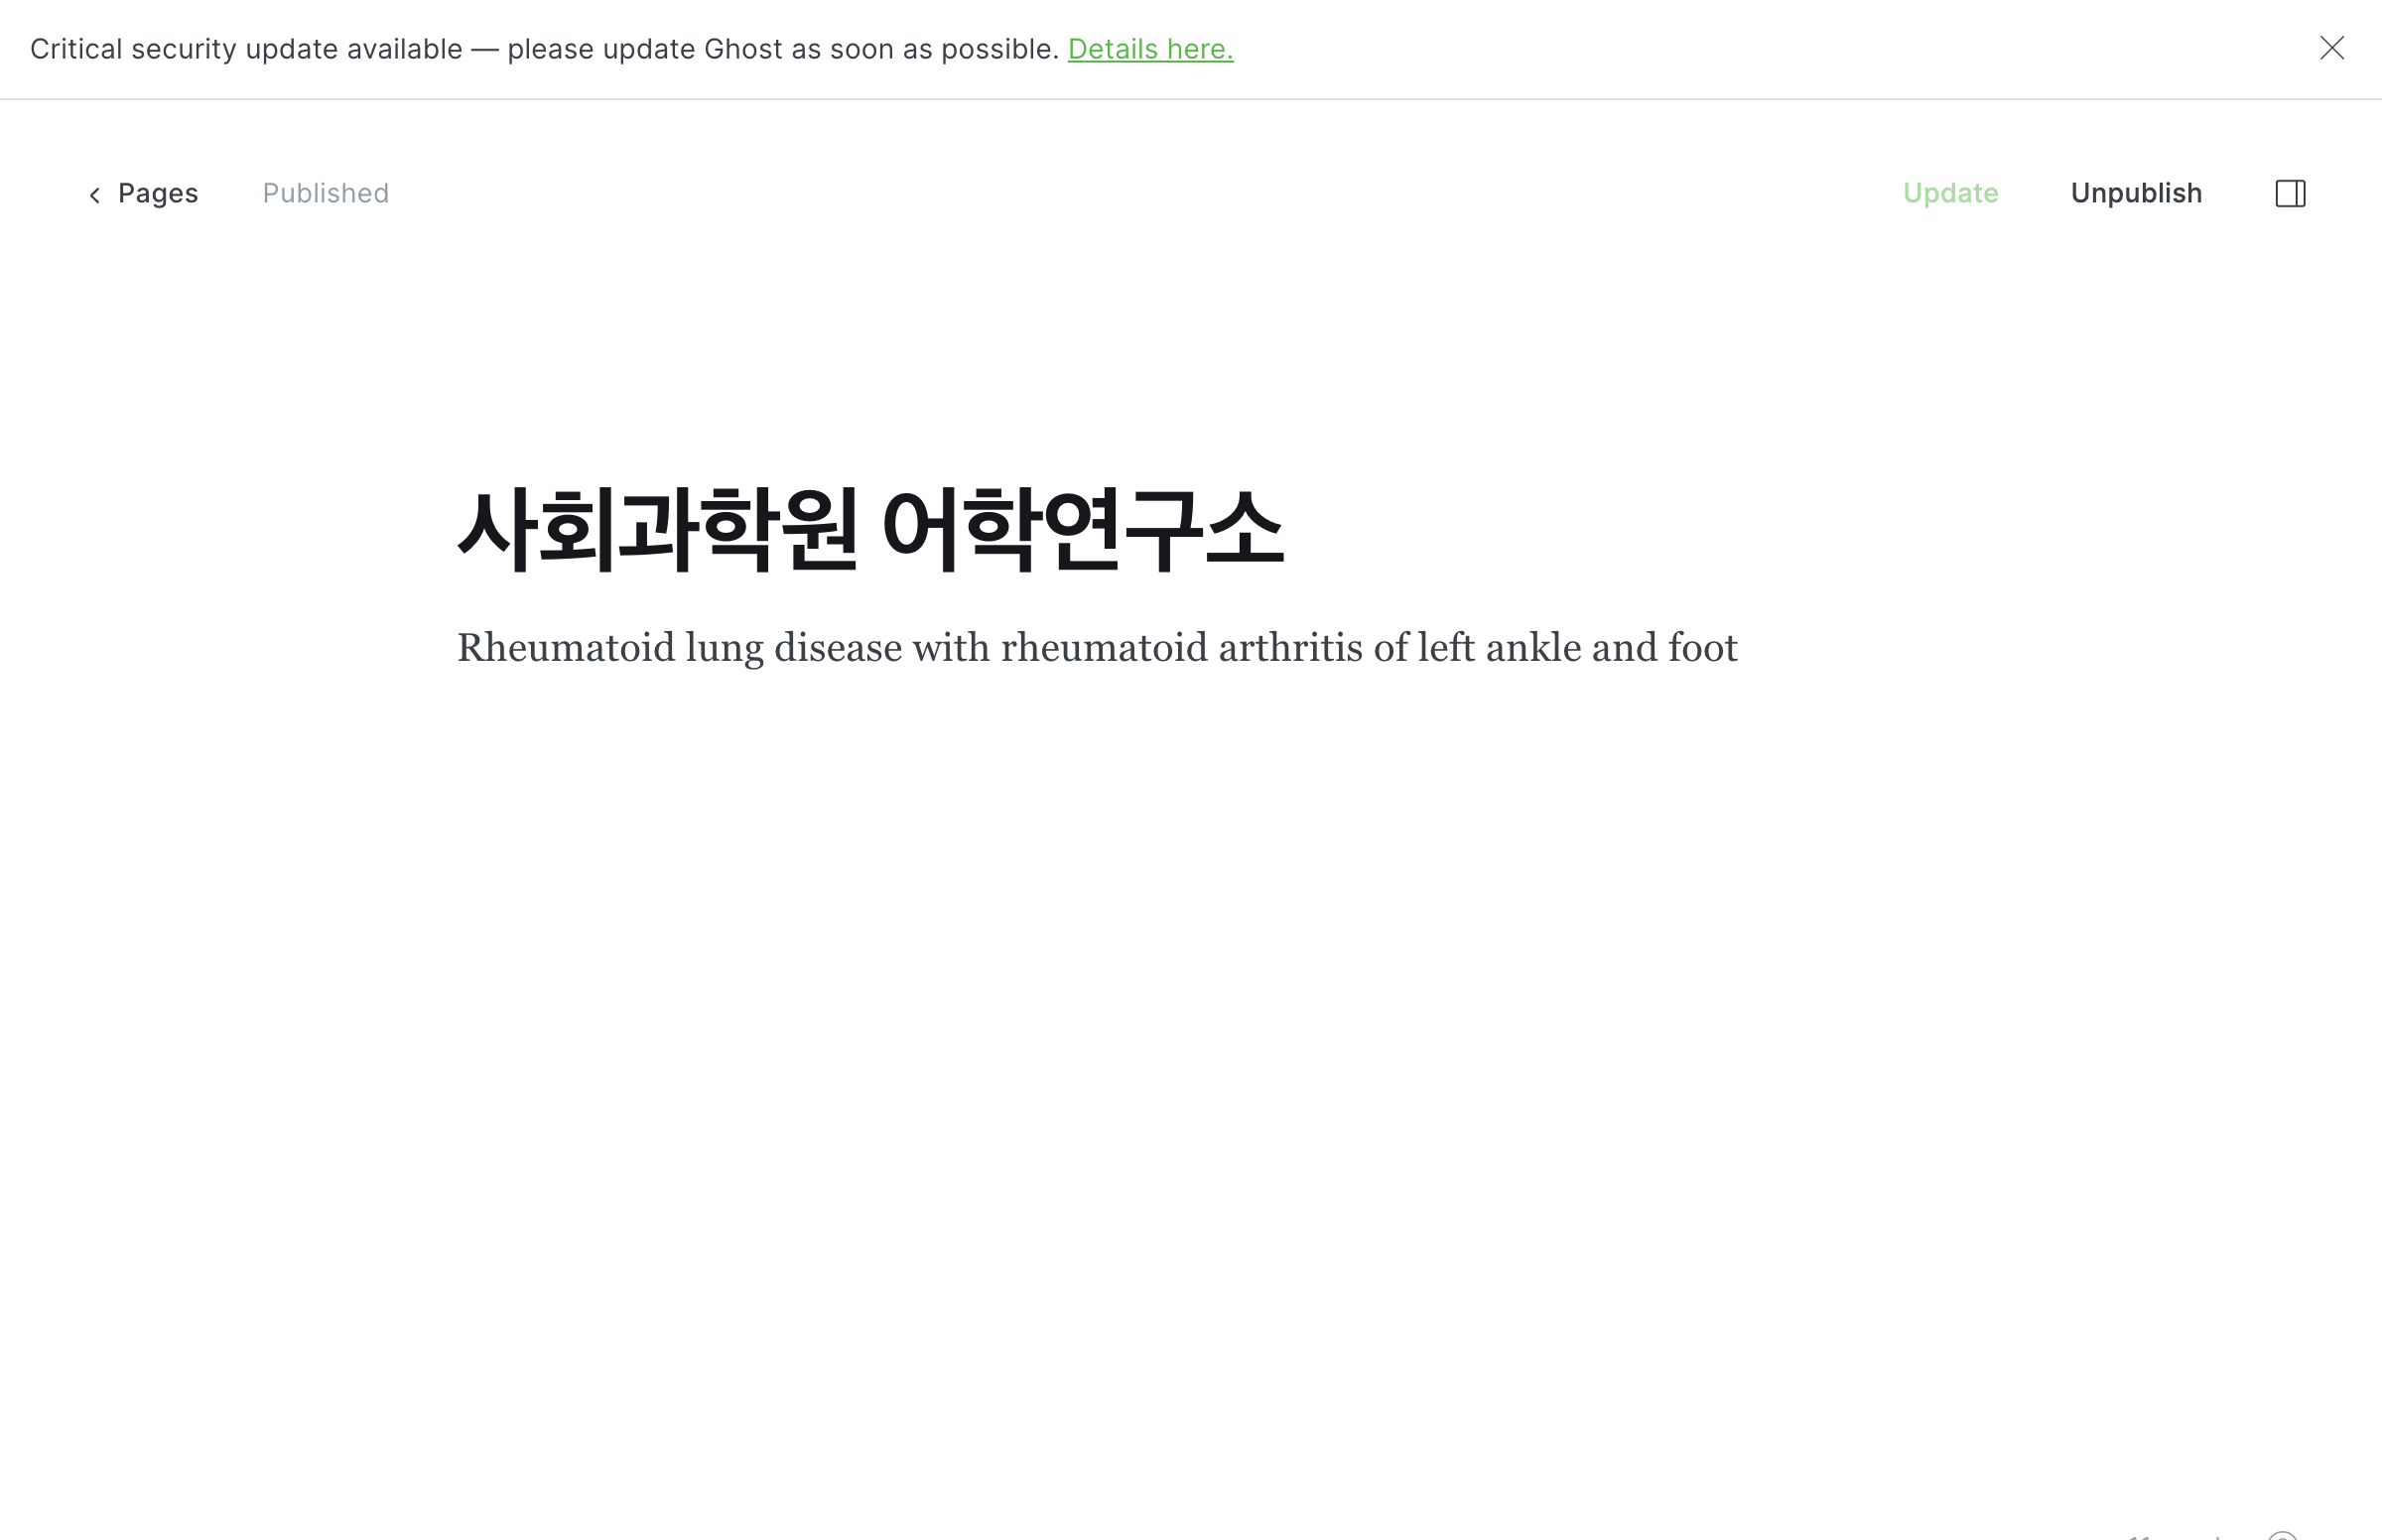 Critical security update available — please update Ghost as soon as possible. Details here.
Pages Published Update Unpublish
사회과학원 어학연구소
Rheumatoid lung disease with rheumatoid arthritis of left ankle and foot